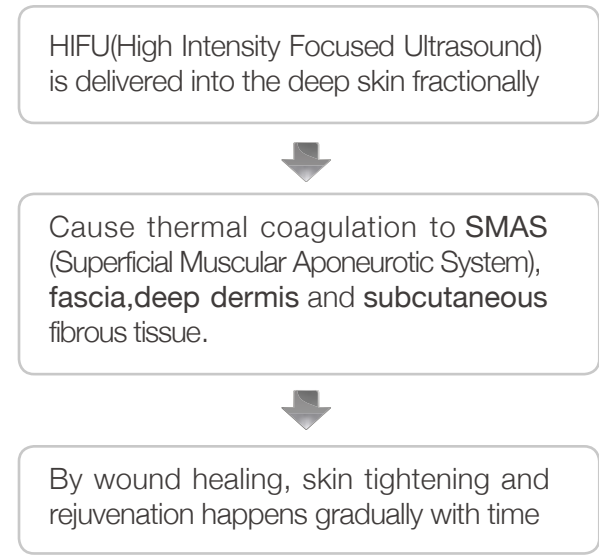 HIFU(High Intensity Focused Ultrasound)
is delivered into the deep skin fractionally
Cause thermal coagulation to SMAS
(Superficial Muscular Aponeurotic System),
fascia,deep dermis and subcutaneous
fibrous tissue.
By wound healing, skin tightening and
rejuvenation happens gradually with time